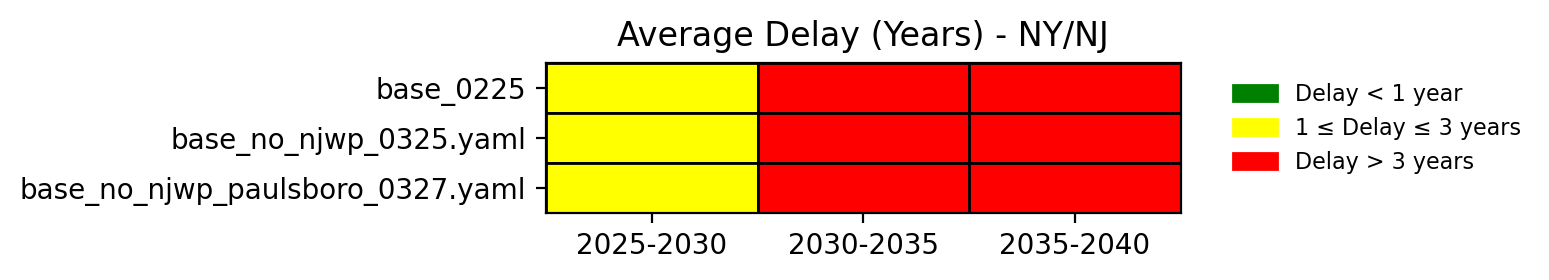 Average Delay (Years) - NY/NJ
base_0225
base_no_njwp_0325.yaml
base_no_njwp_paulsboro_0327.yaml
2025-2030 2030-2035 2035-2040
Delay < 1 year
1 ≤ Delay ≤ 3 years
Delay > 3 years